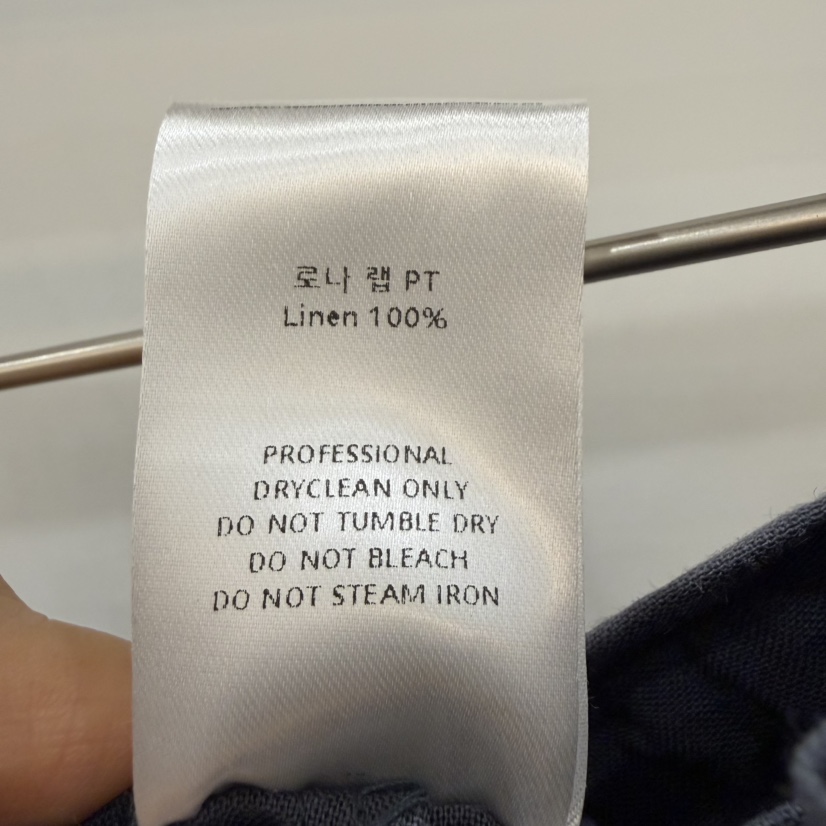 로나 랩 PT
Linen 100%
PROFESSIONAL
DRYCLEAN ONLY
DO NOT TUMBLE DRY
DO NOT BLEACH
DO NOT STEAM IRON